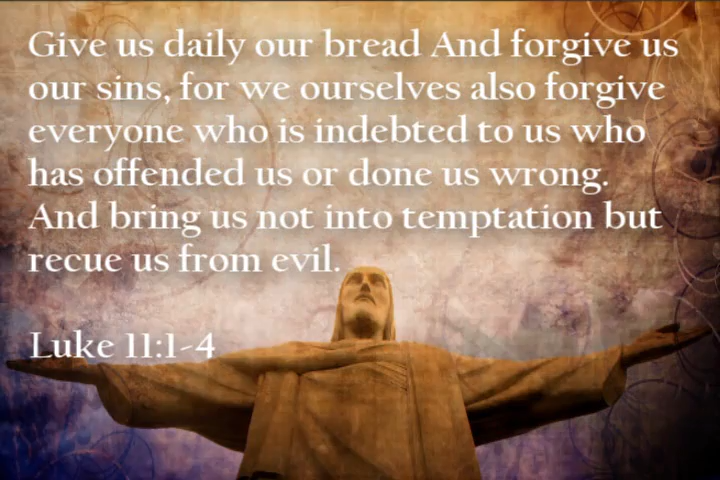 Give us daily our bread And forgive us
our sins, for we ourselves also forgive
everyone who is indebted to us who
has offended us or done us wrong.
And bring us not into temptation but
recue us from evil.
Luke 11:1-4